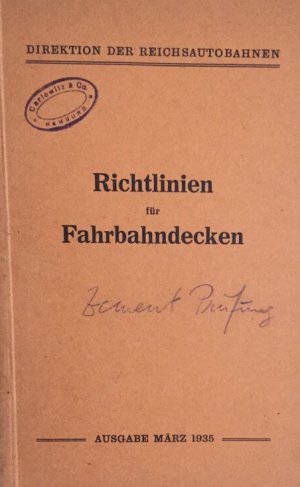 DIREKTION DER REICHSAUTOBAHNEN
Carlowitz & Co.
* HAMBURG *
Richtlinien
für
Fahrbahndecken
Zement Prüfung
AUSGABE MÄRZ 1935